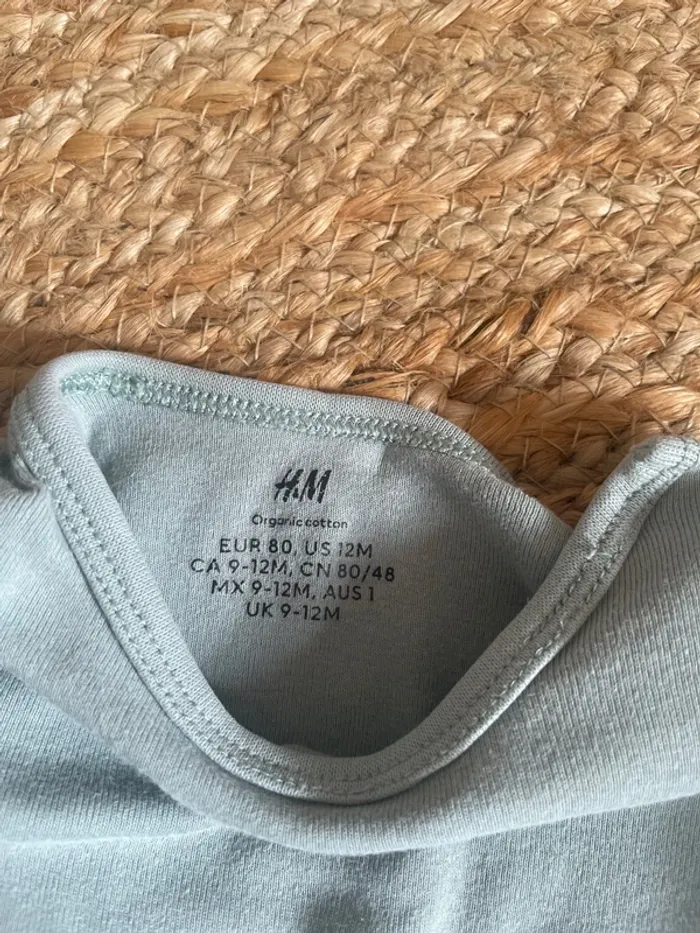 H&M
Organic cotton
EUR 80, US 12M
CA 9-12M, CN 80/48
MX 9-12M, AUS 1
UK 9-12M